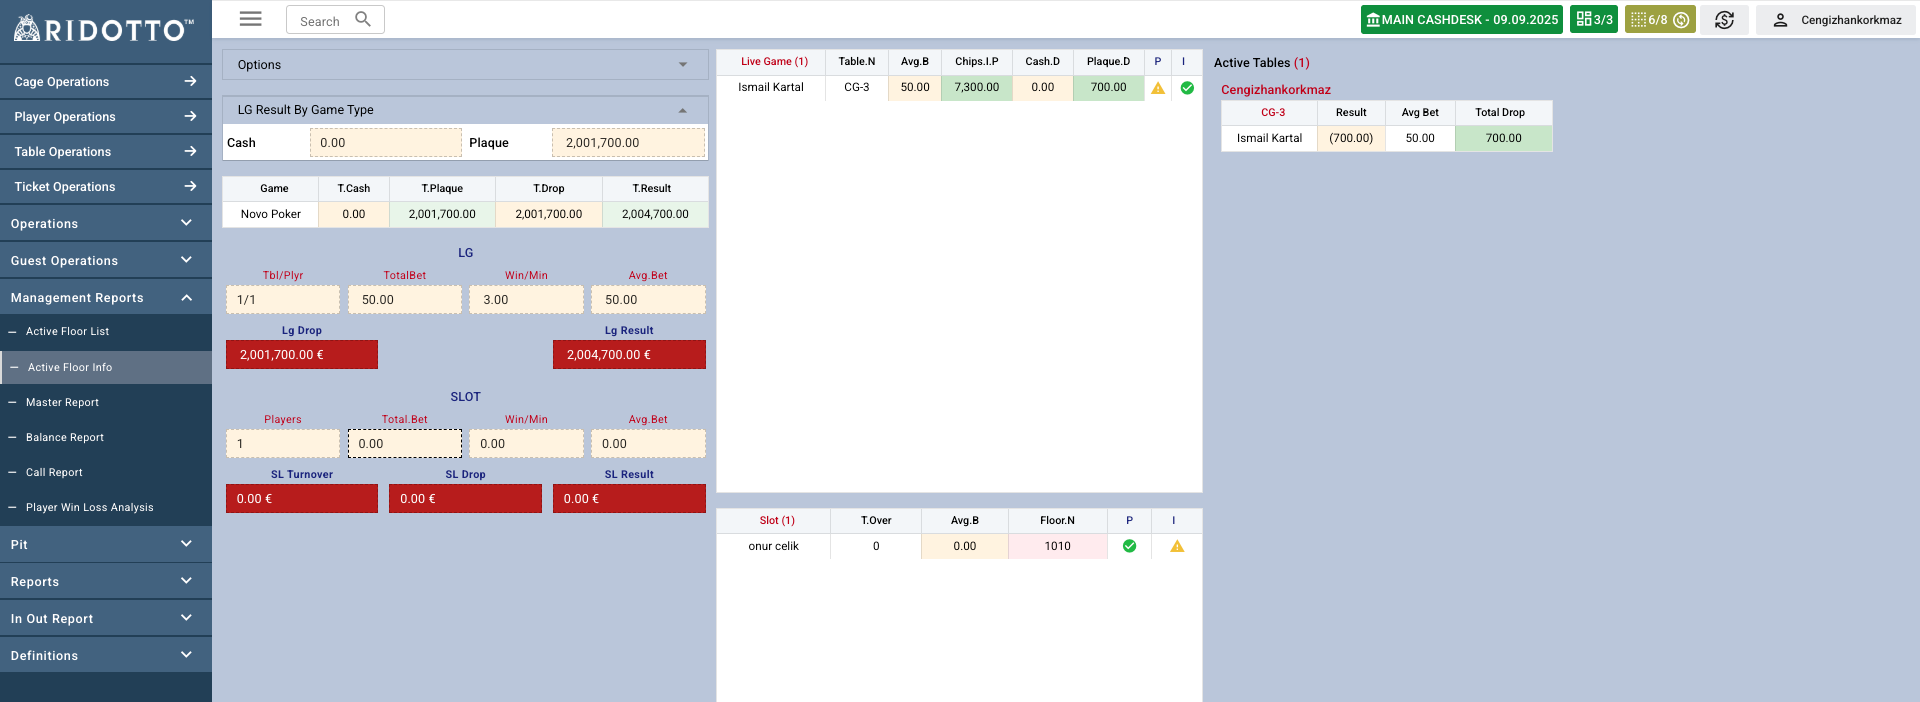 RIDOTTO™
Search
MAIN CASHDESK - 09.09.2025
3/3
6/8
Cengizhankorkmaz
Cage Operations
Player Operations
Table Operations
Ticket Operations
Operations
Guest Operations
Management Reports
Active Floor List
Active Floor Info
Master Report
Balance Report
Call Report
Player Win Loss Analysis
Pit
Reports
In Out Report
Definitions
Options
LG Result By Game Type
Cash 0.00 Plaque 2,001,700.00
Game T.Cash T.Plaque T.Drop T.Result
Novo Poker 0.00 2,001,700.00 2,001,700.00 2,004,700.00
LG
Tbl/Plyr TotalBet Win/Min Avg.Bet
1/1 50.00 3.00 50.00
Lg Drop Lg Result
2,001,700.00 € 2,004,700.00 €
SLOT
Players Total.Bet Win/Min Avg.Bet
1 0.00 0.00 0.00
SL Turnover SL Drop SL Result
0.00 € 0.00 € 0.00 €
Live Game (1) Table.N Avg.B Chips.I.P Cash.D Plaque.D P I
Ismail Kartal CG-3 50.00 7,300.00 0.00 700.00
Slot (1) T.Over Avg.B Floor.N P I
onur celik 0 0.00 1010
Active Tables (1)
Cengizhankorkmaz
CG-3 Result Avg Bet Total Drop
Ismail Kartal (700.00) 50.00 700.00